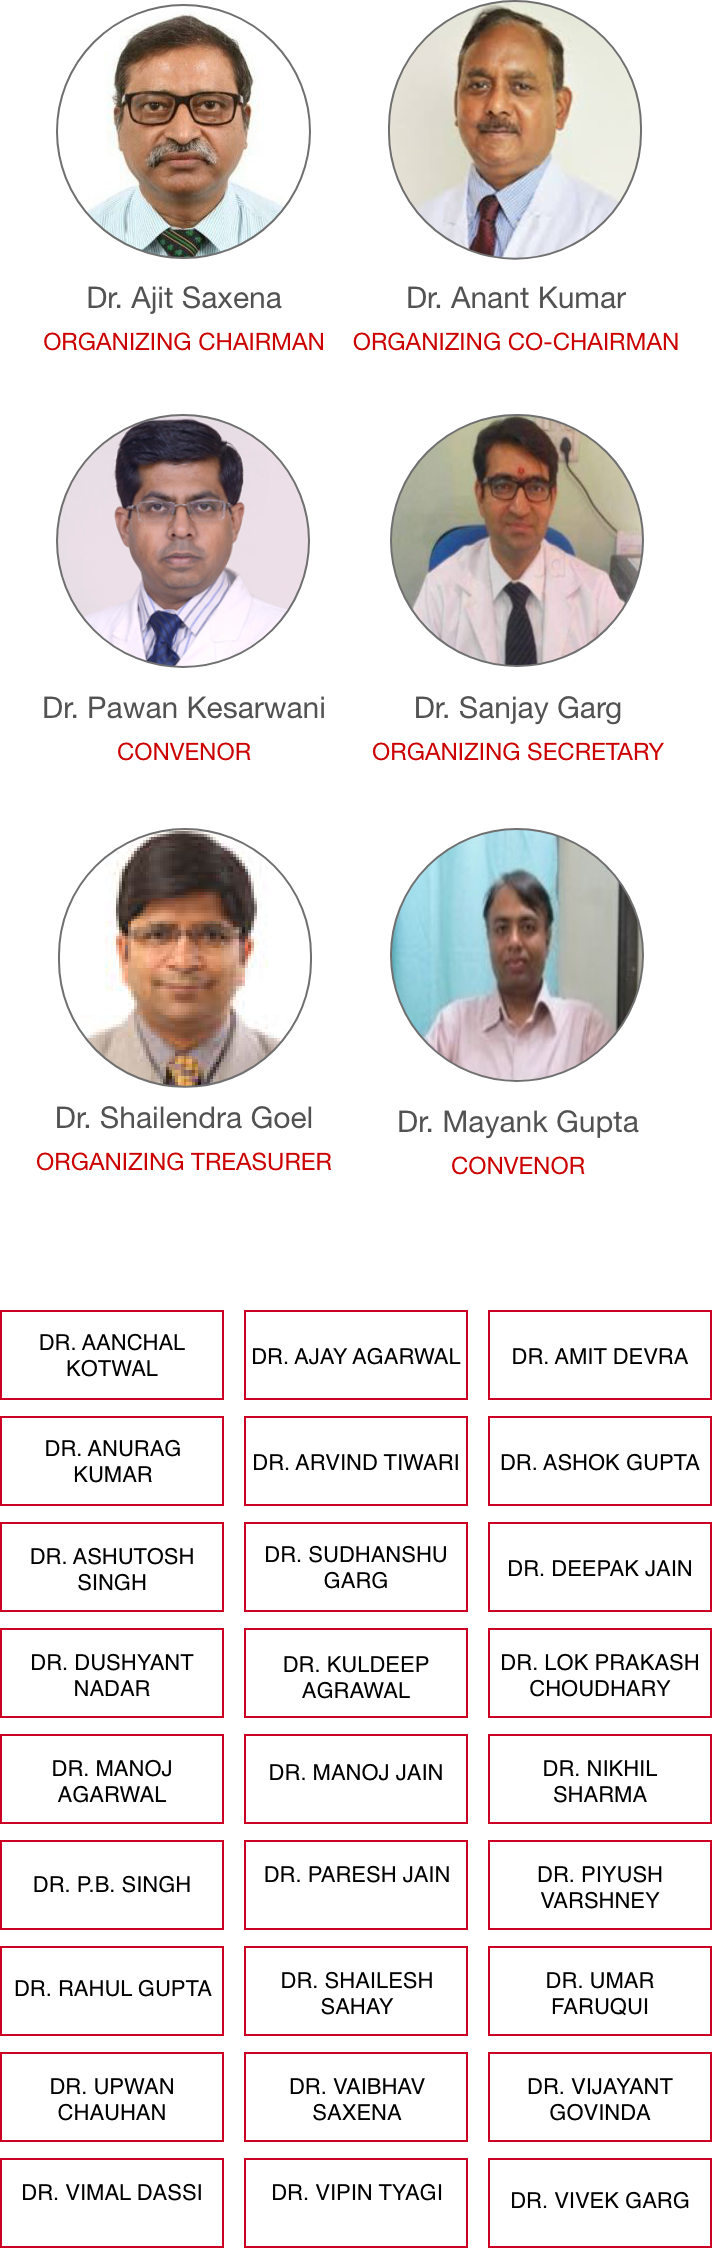 Dr. Ajit Saxena
ORGANIZING CHAIRMAN
Dr. Anant Kumar
ORGANIZING CO-CHAIRMAN
Dr. Pawan Kesarwani
CONVENOR
Dr. Sanjay Garg
ORGANIZING SECRETARY
Dr. Shailendra Goel
ORGANIZING TREASURER
Dr. Mayank Gupta
CONVENOR
DR. AANCHAL
KOTWAL
DR. AJAY AGARWAL
DR. AMIT DEVRA
DR. ANURAG
KUMAR
DR. ARVIND TIWARI
DR. ASHOK GUPTA
DR. ASHUTOSH
SINGH
DR. SUDHANSHU
GARG
DR. DEEPAK JAIN
DR. DUSHYANT
NADAR
DR. KULDEEP
AGRAWAL
DR. LOK PRAKASH
CHOUDHARY
DR. MANOJ
AGARWAL
DR. MANOJ JAIN
DR. NIKHIL
SHARMA
DR. P.B. SINGH
DR. PARESH JAIN
DR. PIYUSH
VARSHNEY
DR. RAHUL GUPTA
DR. SHAILESH
SAHAY
DR. UMAR
FARUQUI
DR. UPWAN
CHAUHAN
DR. VAIBHAV
SAXENA
DR. VIJAYANT
GOVINDA
DR. VIMAL DASSI
DR. VIPIN TYAGI
DR. VIVEK GARG